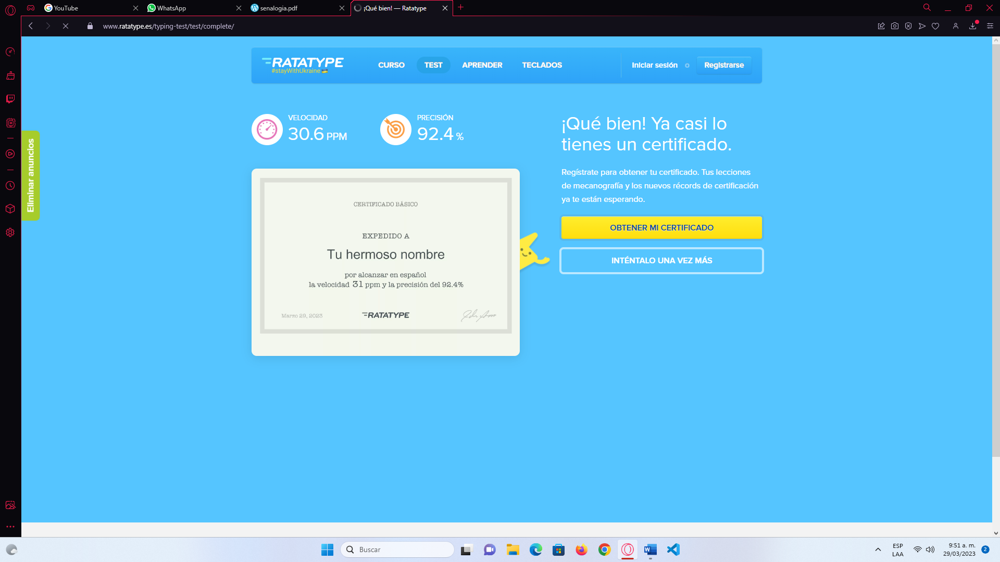 YouTube
WhatsApp
senalogia.pdf
¡Qué bien! — Ratatype
www.ratatype.es/typing-test/test/complete/
RATATYPE
#stayWithUkraine
CURSO
TEST
APRENDER
TECLADOS
Iniciar sesión
o
Registrarse
Eliminar anuncios
VELOCIDAD
30.6 PPM
PRECISIÓN
92.4 %
¡Qué bien! Ya casi lo
tienes un certificado.
Regístrate para obtener tu certificado. Tus lecciones
de mecanografía y los nuevos récords de certificación
ya te están esperando.
OBTENER MI CERTIFICADO
INTÉNTALO UNA VEZ MÁS
CERTIFICADO BÁSICO
EXPEDIDO A
Tu hermoso nombre
por alcanzar en español
la velocidad 31 ppm y la precisión del 92.4%
Marzo 29, 2023
RATATYPE
Buscar
ESP
LAA
9:51 a. m.
29/03/2023
2